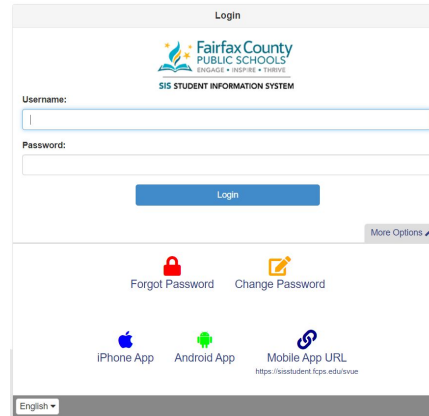 Login
Fairfax County
PUBLIC SCHOOLS
ENGAGE • INSPIRE • THRIVE
SIS STUDENT INFORMATION SYSTEM
Username:
Password:
Login
More Options
Forgot Password Change Password
iPhone App Android App Mobile App URL
https://sisstudent.fcps.edu/svue
English